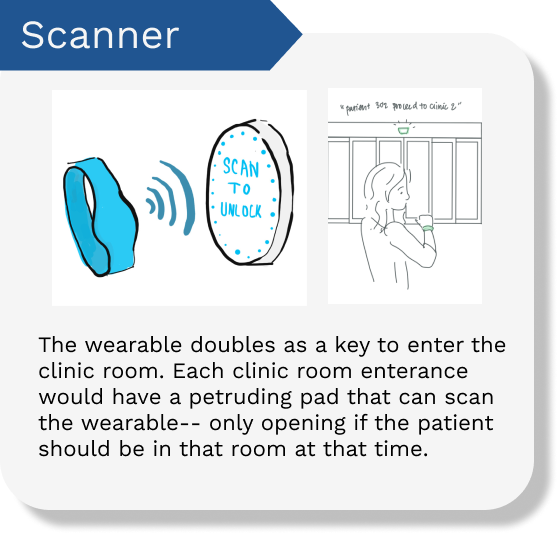 Scanner
"patient 302 proceed to clinic 2"
SCAN
TO
UNLOCK
The wearable doubles as a key to enter the
clinic room. Each clinic room enterance
would have a petruding pad that can scan
the wearable-- only opening if the patient
should be in that room at that time.